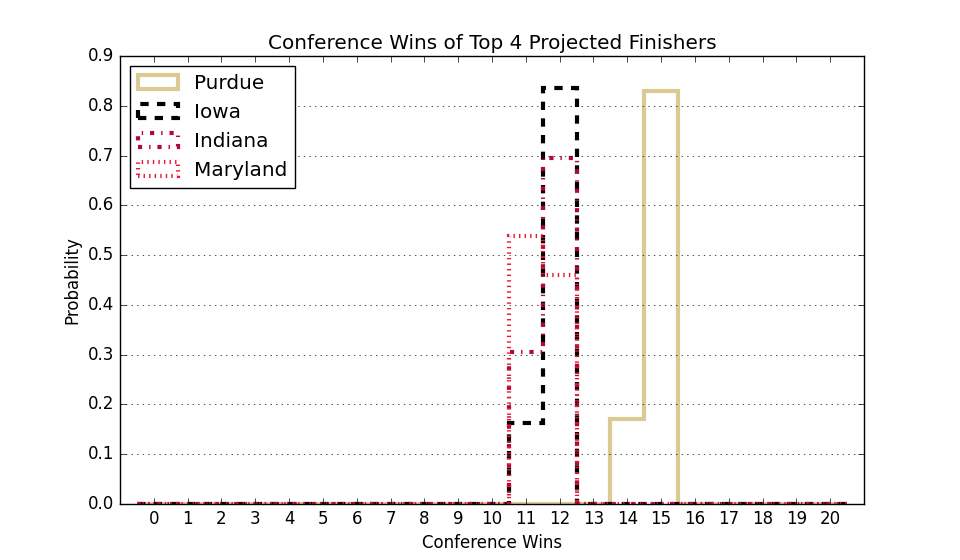 Conference Wins of Top 4 Projected Finishers
0.9
0.8
0.7
0.6
0.5
0.4
0.3
0.2
0.1
0.0
Probability
Purdue
Iowa
Indiana
Maryland
0 1 2 3 4 5 6 7 8 9 10 11 12 13 14 15 16 17 18 19 20
Conference Wins